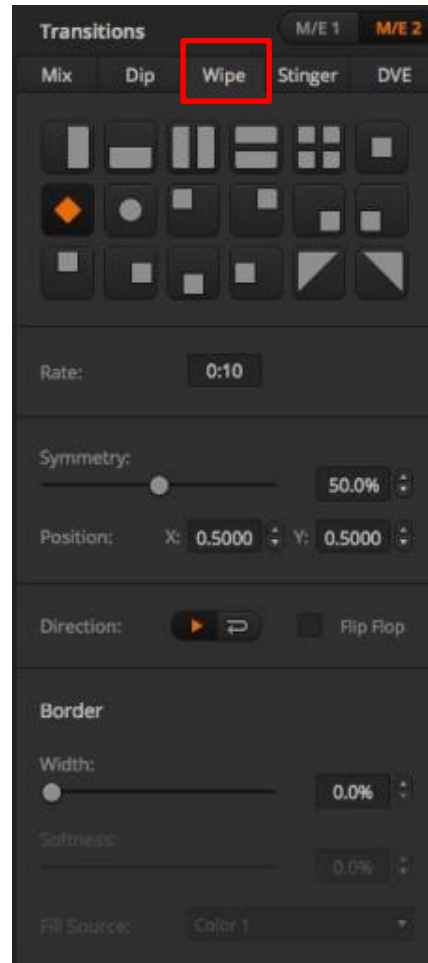 Transitions M/E 1 M/E 2
Mix Dip Wipe Stinger DVE
Rate: 0:10
Symmetry:
50.0%
Position: X: 0.5000 Y: 0.5000
Direction: Flip Flop
Border
Width:
0.0%
Softness:
0.0%
Fill Source: Color 1